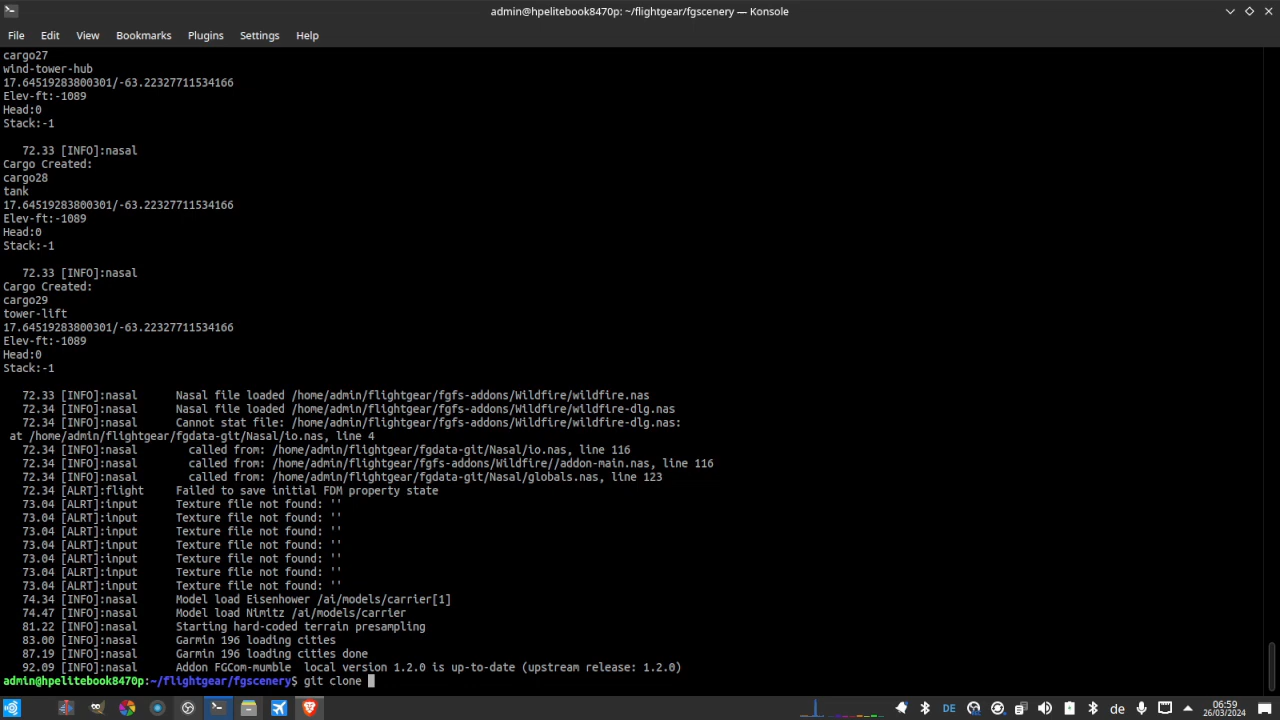 admin@hpelitebook8470p: ~/flightgear/fgscenery — Konsole
File Edit View Bookmarks Plugins Settings Help
cargo27
wind-tower-hub
17.64519283800301/-63.22327711534166
Elev-ft:-1089
Head:0
Stack:-1
72.33 [INFO]:nasal
Cargo Created:
cargo28
tank
17.64519283800301/-63.22327711534166
Elev-ft:-1089
Head:0
Stack:-1
72.33 [INFO]:nasal
Cargo Created:
cargo29
tower-lift
17.64519283800301/-63.22327711534166
Elev-ft:-1089
Head:0
Stack:-1
72.33 [INFO]:nasal Nasal file loaded /home/admin/flightgear/fgfs-addons/Wildfire/wildfire.nas
72.34 [INFO]:nasal Nasal file loaded /home/admin/flightgear/fgfs-addons/Wildfire/wildfire-dlg.nas
72.34 [INFO]:nasal Cannot stat file: /home/admin/flightgear/fgfs-addons/Wildfire/wildfire-dlg.nas:
at /home/admin/flightgear/fgdata-git/Nasal/io.nas, line 4
72.34 [INFO]:nasal called from: /home/admin/flightgear/fgdata-git/Nasal/io.nas, line 116
72.34 [INFO]:nasal called from: /home/admin/flightgear/fgfs-addons/Wildfire//addon-main.nas, line 116
72.34 [INFO]:nasal called from: /home/admin/flightgear/fgdata-git/Nasal/globals.nas, line 123
72.34 [ALRT]:flight Failed to save initial FDM property state
73.04 [ALRT]:input Texture file not found: ''
73.04 [ALRT]:input Texture file not found: ''
73.04 [ALRT]:input Texture file not found: ''
73.04 [ALRT]:input Texture file not found: ''
73.04 [ALRT]:input Texture file not found: ''
73.04 [ALRT]:input Texture file not found: ''
73.04 [ALRT]:input Texture file not found: ''
74.34 [INFO]:nasal Model load Eisenhower /ai/models/carrier[1]
74.47 [INFO]:nasal Model load Nimitz /ai/models/carrier
81.22 [INFO]:nasal Starting hard-coded terrain presampling
83.00 [INFO]:nasal Garmin 196 loading cities
87.19 [INFO]:nasal Garmin 196 loading cities done
92.09 [INFO]:nasal Addon FGCom-mumble local version 1.2.0 is up-to-date (upstream release: 1.2.0)
admin@hpelitebook8470p:~/flightgear/fgscenery$ git clone
DE de 06:59
26/03/2024